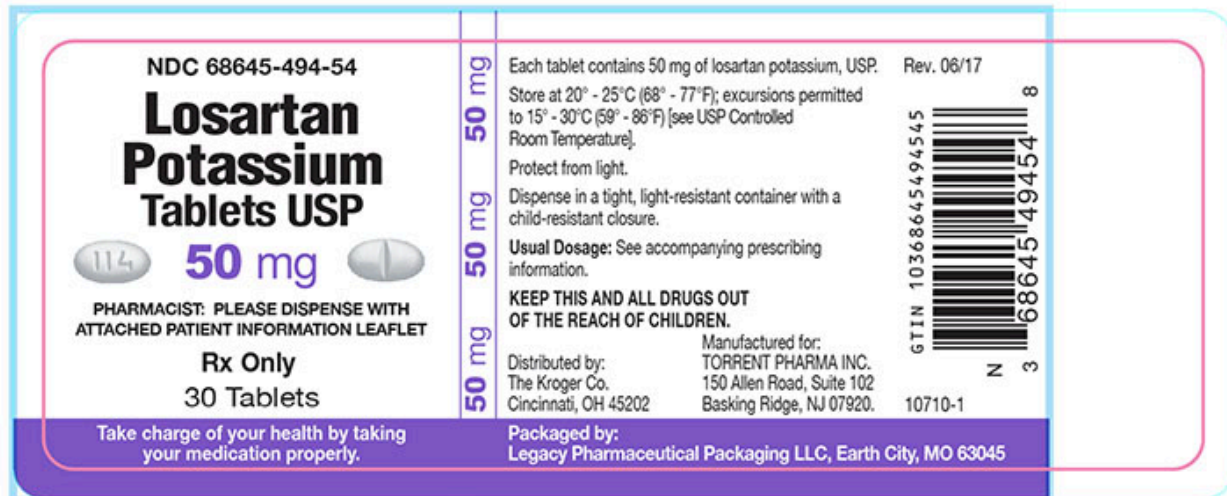 NDC 68645-494-54
Losartan
Potassium
Tablets USP
114
50 mg
PHARMACIST: PLEASE DISPENSE WITH
ATTACHED PATIENT INFORMATION LEAFLET
Rx Only
30 Tablets
Take charge of your health by taking
your medication properly.
50 mg
50 mg
50 mg
Each tablet contains 50 mg of losartan potassium, USP.
Store at 20° - 25°C (68° - 77°F); excursions permitted
to 15° - 30°C (59° - 86°F) [see USP Controlled
Room Temperature].
Protect from light.
Dispense in a tight, light-resistant container with a
child-resistant closure.
Usual Dosage: See accompanying prescribing
information.
KEEP THIS AND ALL DRUGS OUT
OF THE REACH OF CHILDREN.
Distributed by:
The Kroger Co.
Cincinnati, OH 45202
Manufactured for:
TORRENT PHARMA INC.
150 Allen Road, Suite 102
Basking Ridge, NJ 07920.
Packaged by:
Legacy Pharmaceutical Packaging LLC, Earth City, MO 63045
Rev. 06/17
GTIN 10368645494545
N 3 68645 49454 8
10710-1